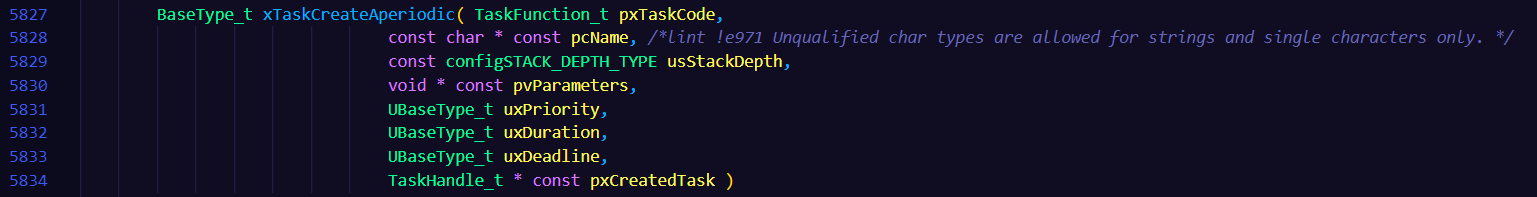 5827 BaseType_t xTaskCreateAperiodic( TaskFunction_t pxTaskCode,
5828 const char * const pcName, /*lint !e971 Unqualified char types are allowed for strings and single characters only. */
5829 const configSTACK_DEPTH_TYPE usStackDepth,
5830 void * const pvParameters,
5831 UBaseType_t uxPriority,
5832 UBaseType_t uxDuration,
5833 UBaseType_t uxDeadline,
5834 TaskHandle_t * const pxCreatedTask )